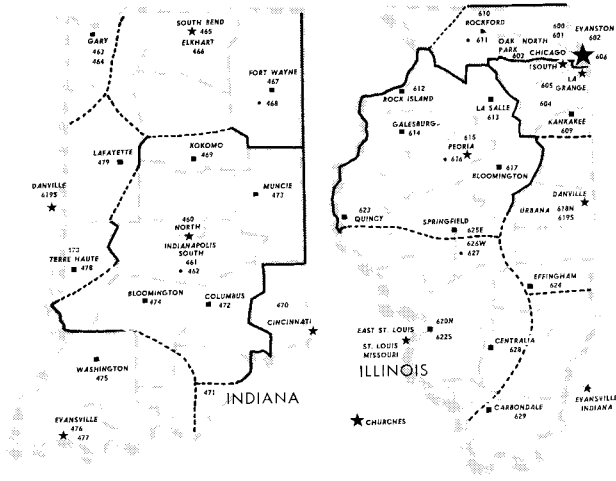 GARY
463
464
SOUTH BEND
465
ELKHART
466
FORT WAYNE
467
468
LAFAYETTE
479
KOKOMO
469
MUNCIE
473
DANVILLE
619S
460
NORTH
INDIANAPOLIS
SOUTH
461
462
573
TERRE HAUTE
478
BLOOMINGTON
474
COLUMBUS
472
470
CINCINNATI
WASHINGTON
475
471
INDIANA
EVANSVILLE
476
477
610
ROCKFORD
611
600
601
OAK NORTH
PARK
603
CHICAGO
SOUTH
EVANSTON
602
606
LA
GRANGE
605
604
KANKAKEE
609
612
ROCK ISLAND
LA SALLE
613
GALESBURG
614
615
PEORIA
616
617
BLOOMINGTON
623
QUINCY
SPRINGFIELD
625E
626W
627
URBANA
DANVILLE
618N
619S
EFFINGHAM
624
EAST ST. LOUIS
620N
622S
ST. LOUIS
MISSOURI
CENTRALIA
628
ILLINOIS
CHURCHES
CARBONDALE
629
EVANSVILLE
INDIANA